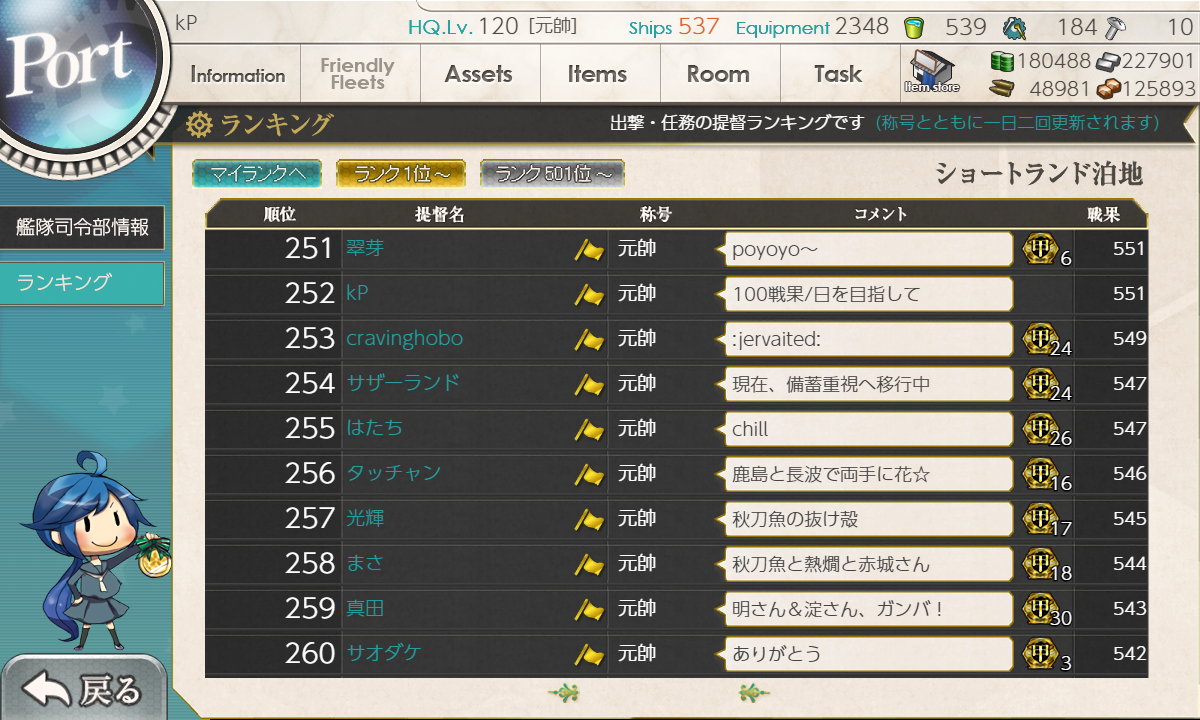 Port
kP
HQ.Lv. 120 [元帥]
Ships 537
Equipment 2348
539
184
10
Information
Friendly Fleets
Assets
Items
Room
Task
Item store
180488
227901
48981
125893
ランキング
出撃・任務の提督ランキングです (称号とともに一日二回更新されます)
マイランクへ
ランク1位～
ランク501位～
ショートランド泊地
艦隊司令部情報
ランキング
順位 提督名 称号 コメント 戦果
251 翠芽 元帥 poyoyo～ 甲 6 551
252 kP 元帥 100戦果/日を目指して 551
253 cravinghobo 元帥 :jervaited: 甲 24 549
254 サザーランド 元帥 現在、備蓄重視へ移行中 甲 24 547
255 はたち 元帥 chill 甲 26 547
256 タッチャン 元帥 鹿島と長波で両手に花☆ 甲 16 546
257 光輝 元帥 秋刀魚の抜け殻 甲 17 545
258 まさ 元帥 秋刀魚と熱燗と赤城さん 甲 18 544
259 真田 元帥 明さん＆淀さん、ガンバ！ 甲 30 543
260 サオダケ 元帥 ありがとう 甲 3 542
戻る